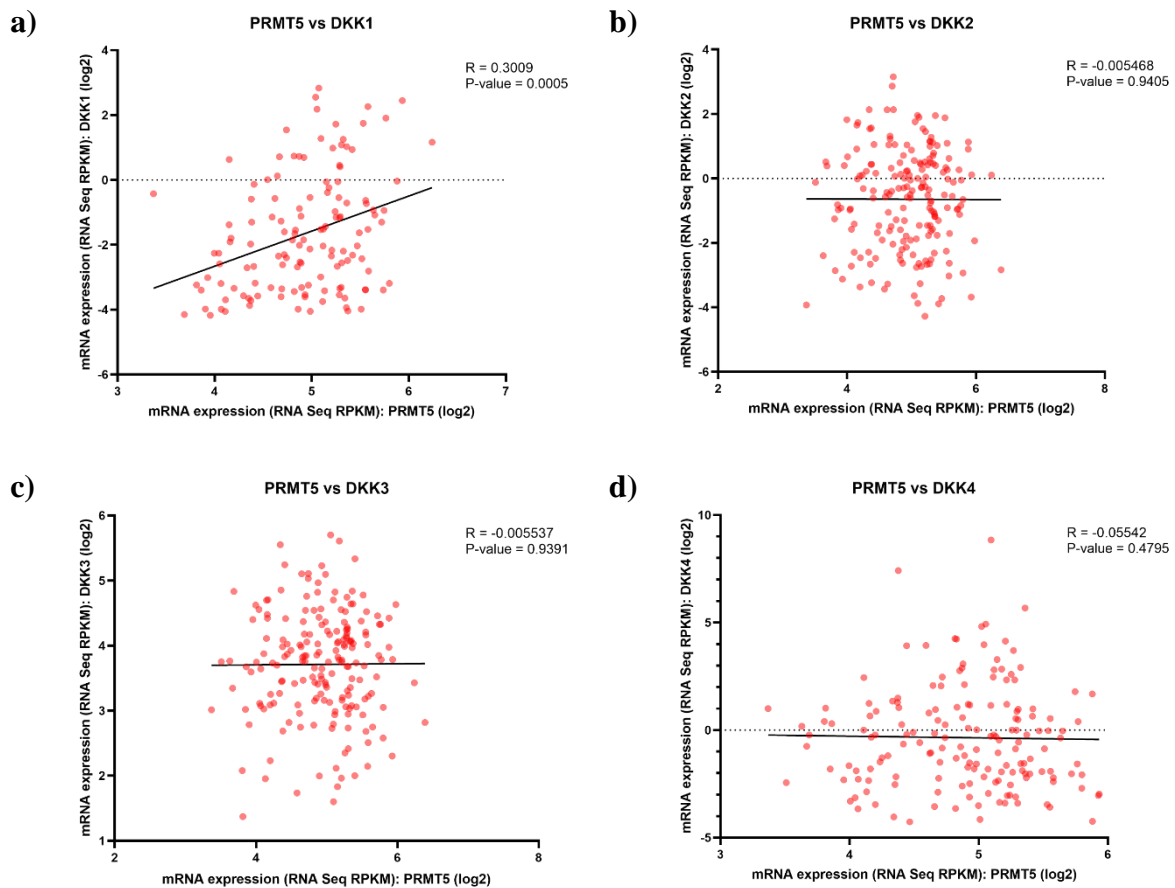 a)
PRMT5 vs DKK1
R = 0.3009
P-value = 0.0005
mRNA expression (RNA Seq RPKM): DKK1 (log2)
4
2
0
-2
-4
-6
3
4
5
6
7
mRNA expression (RNA Seq RPKM): PRMT5 (log2)
b)
PRMT5 vs DKK2
R = -0.005468
P-value = 0.9405
mRNA expression (RNA Seq RPKM): DKK2 (log2)
4
2
0
-2
-4
-6
2
4
6
8
mRNA expression (RNA Seq RPKM): PRMT5 (log2)
c)
PRMT5 vs DKK3
R = -0.005537
P-value = 0.9391
mRNA expression (RNA Seq RPKM): DKK3 (log2)
6
5
4
3
2
1
2
4
6
8
mRNA expression (RNA Seq RPKM): PRMT5 (log2)
d)
PRMT5 vs DKK4
R = -0.05542
P-value = 0.4795
mRNA expression (RNA Seq RPKM): DKK4 (log2)
10
5
0
-5
3
4
5
6
mRNA expression (RNA Seq RPKM): PRMT5 (log2)